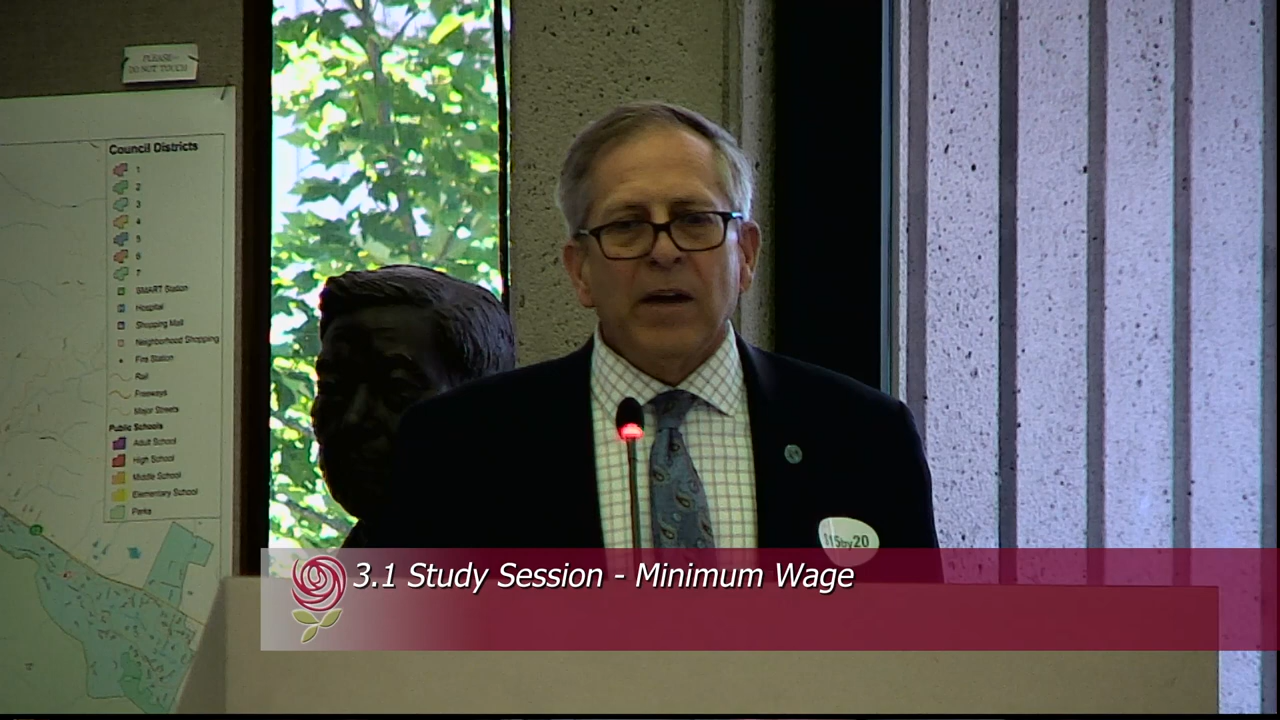 PLEASE
DO NOT TOUCH
Council Districts
1
2
3
4
5
6
7
SMART Station
Hospital
Shopping Mall
Neighborhood Shopping
Fire Station
Rail
Freeways
Major Streets
Public Schools
Adult School
High School
Middle School
Elementary School
Parks
$15by20
3.1 Study Session - Minimum Wage